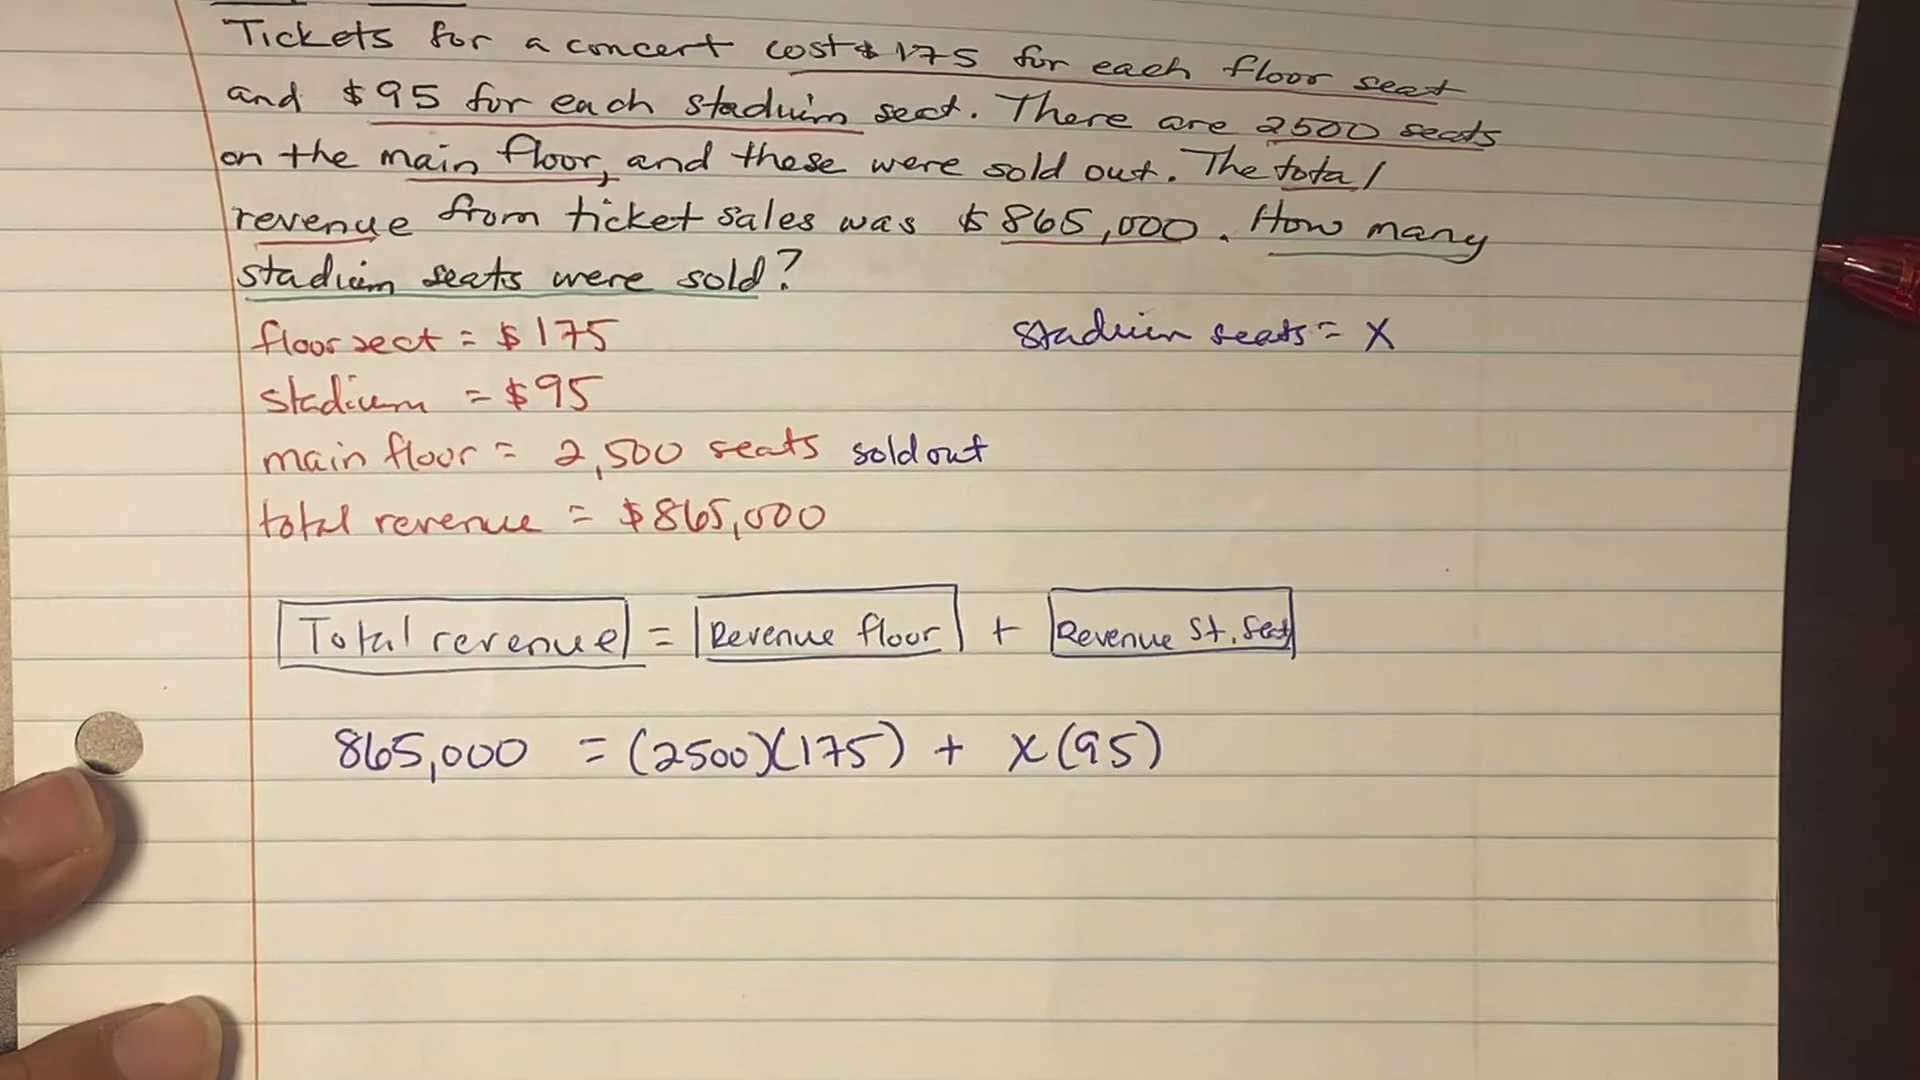 Tickets for a concert cost $175 for each floor seat
and $95 for each staduim seat. There are 2500 seats
on the main floor, and these were sold out. The total
revenue from ticket sales was $865,000. How many
stadium seats were sold?
floor seat = $175
stadium seats = X
stadium = $95
main floor = 2,500 seats sold out
total revenue = $865,000
Total revenue = Revenue floor + Revenue St. Seat
865,000 = (2500)(175) + X(95)